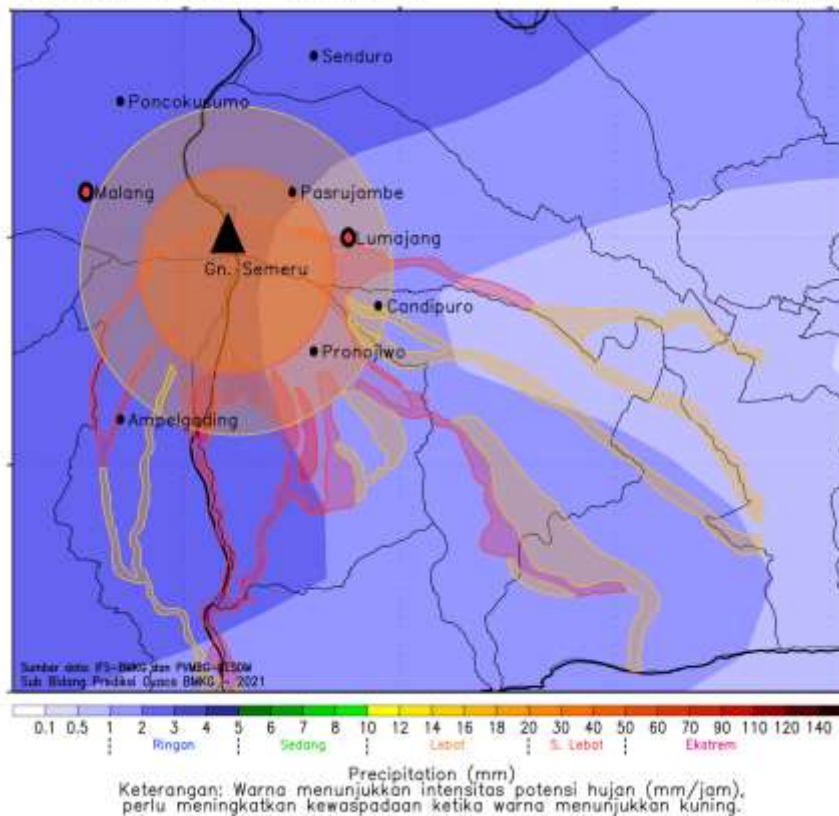 Senduro
Poncokusumo
Malang
Pasrujambe
Lumajang
Gn. Semeru
Candipuro
Pronojiwo
Ampelgading
Sumber data: IFS-BMKG dan PVMBG-ESDM
Sub Bidang Prediksi Cuaca BMKG - 2021
0.1 0.5 1 2 3 4 5 6 7 8 10 12 14 16 18 20 30 40 50 60 70 90 110 120 140
Ringan Sedang Lebat S. Lebat Ekstrem
Precipitation (mm)
Keterangan: Warna menunjukkan intensitas potensi hujan (mm/jam),
perlu meningkatkan kewaspadaan ketika warna menunjukkan kuning.